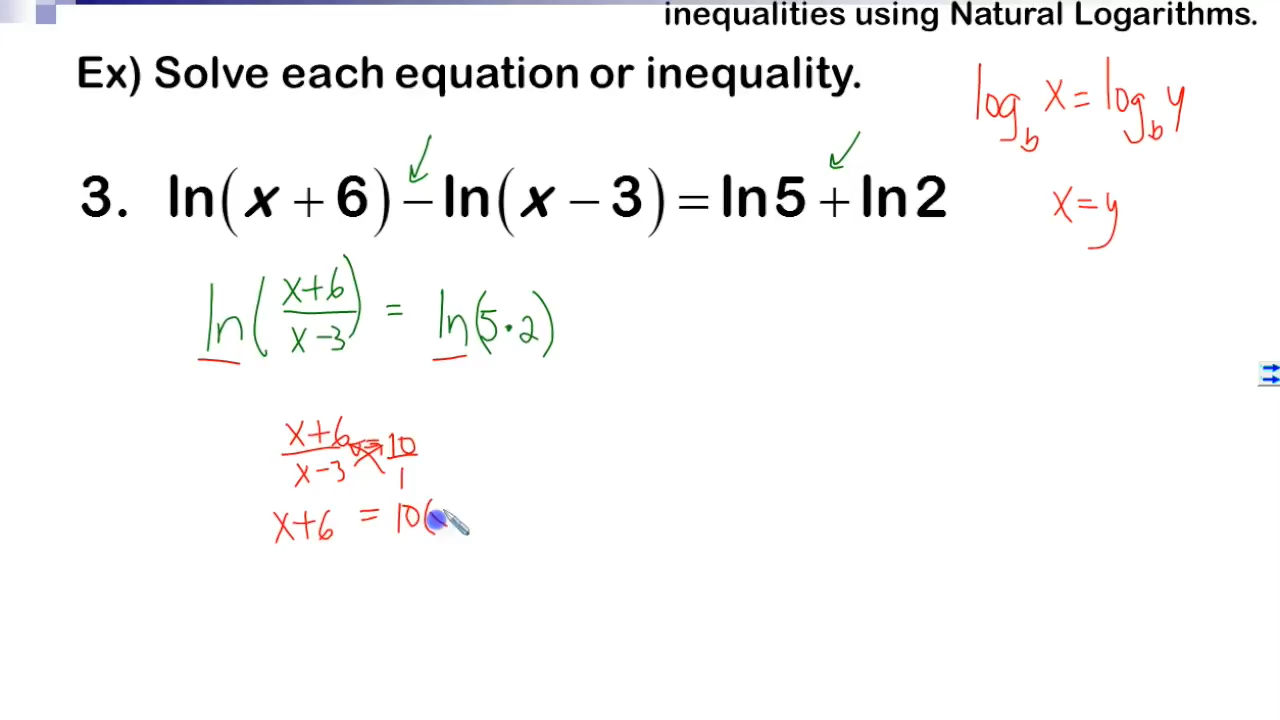 inequalities using Natural Logarithms.
Ex) Solve each equation or inequality.
log_b x = log_b y
x = y
3. ln(x + 6) − ln(x − 3) = ln5 + ln2
ln((x+6)/(x−3)) = ln(5·2)
(x+6)/(x−3) = 10/1
x+6 = 10(